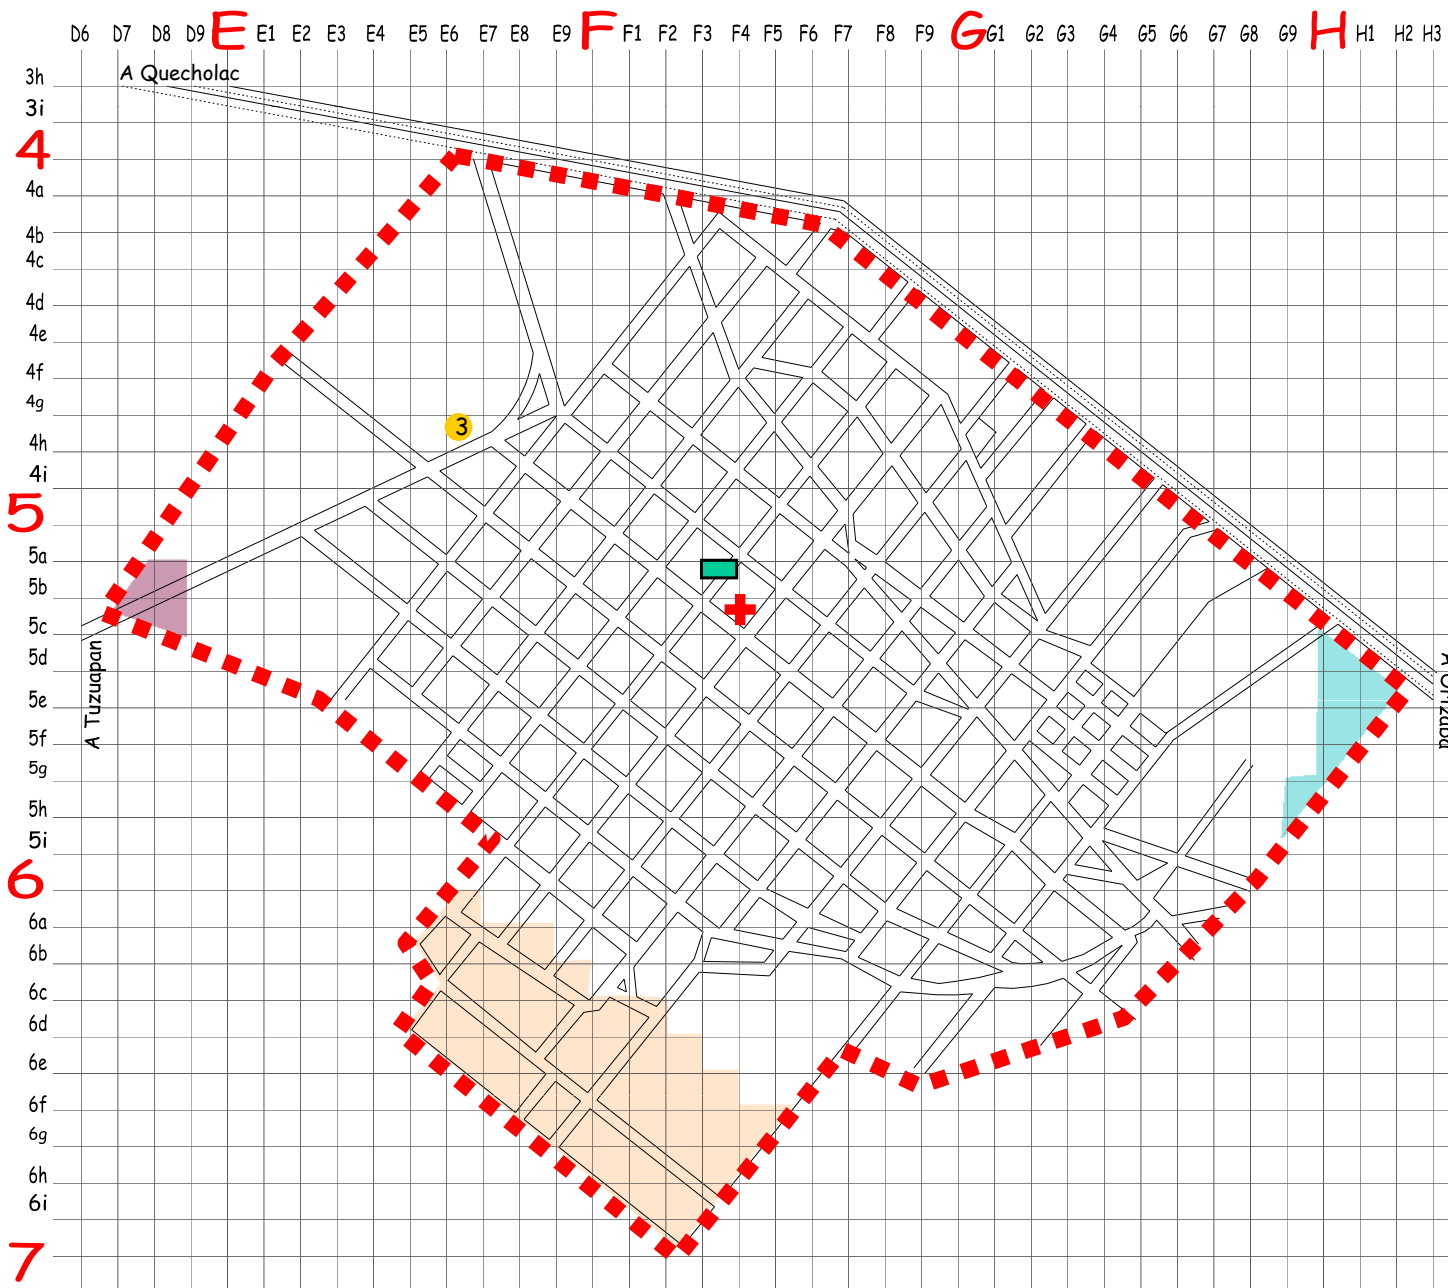 D6 D7 D8 D9 E E1 E2 E3 E4 E5 E6 E7 E8 E9 F F1 F2 F3 F4 F5 F6 F7 F8 F9 G G1 G2 G3 G4 G5 G6 G7 G8 G9 H H1 H2 H3
3h
A Quecholac
3i
4
4a
4b
4c
4d
4e
4f
4g
3
4h
4i
5
5a
5b
5c
A Tuzuapan
5d
A Orizaba
5e
5f
5g
5h
5i
6
6a
6b
6c
6d
6e
6f
6g
6h
6i
7